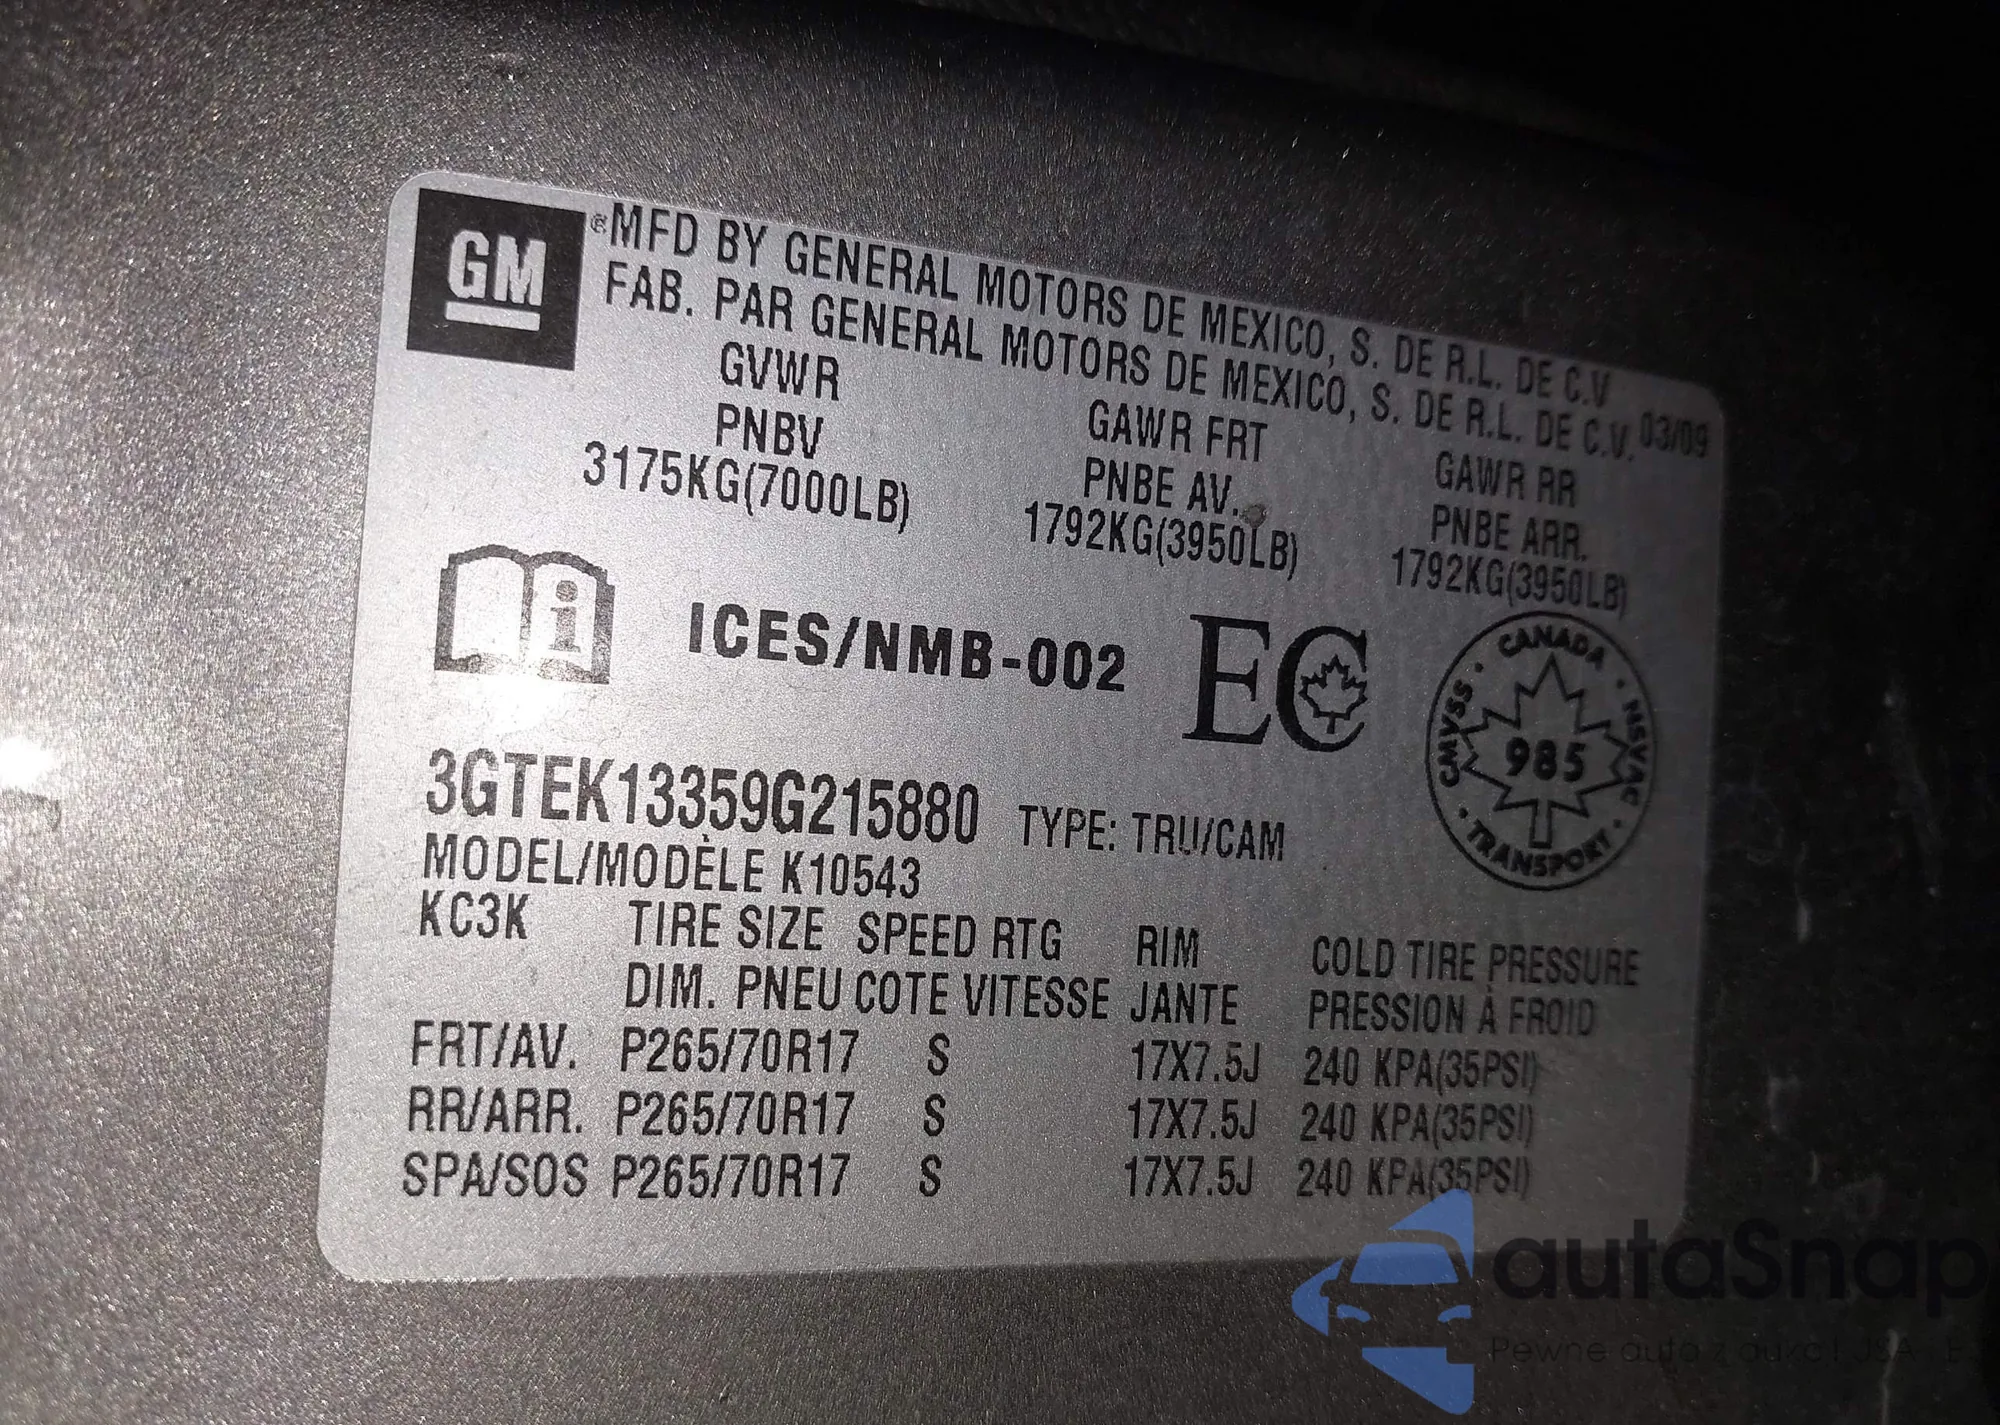 GM
®MFD BY GENERAL MOTORS DE MEXICO, S. DE R.L. DE C.V
FAB. PAR GENERAL MOTORS DE MEXICO, S. DE R.L. DE C.V. 03/09
GVWR GAWR FRT GAWR RR
PNBV PNBE AV. PNBE ARR.
3175KG(7000LB) 1792KG(3950LB) 1792KG(3950LB)
i ICES/NMB-002 EC
CANADA · NSVAC · TRANSPORT · CMVSS ·
985
3GTEK13359G215880 TYPE: TRU/CAM
MODEL/MODÈLE K10543
KC3K TIRE SIZE SPEED RTG RIM COLD TIRE PRESSURE
DIM. PNEU COTE VITESSE JANTE PRESSION À FROID
FRT/AV. P265/70R17 S 17X7.5J 240 KPA(35PSI)
RR/ARR. P265/70R17 S 17X7.5J 240 KPA(35PSI)
SPA/SOS P265/70R17 S 17X7.5J 240 KPA(35PSI)
autaSnap
Pewne auto z aukcji USA